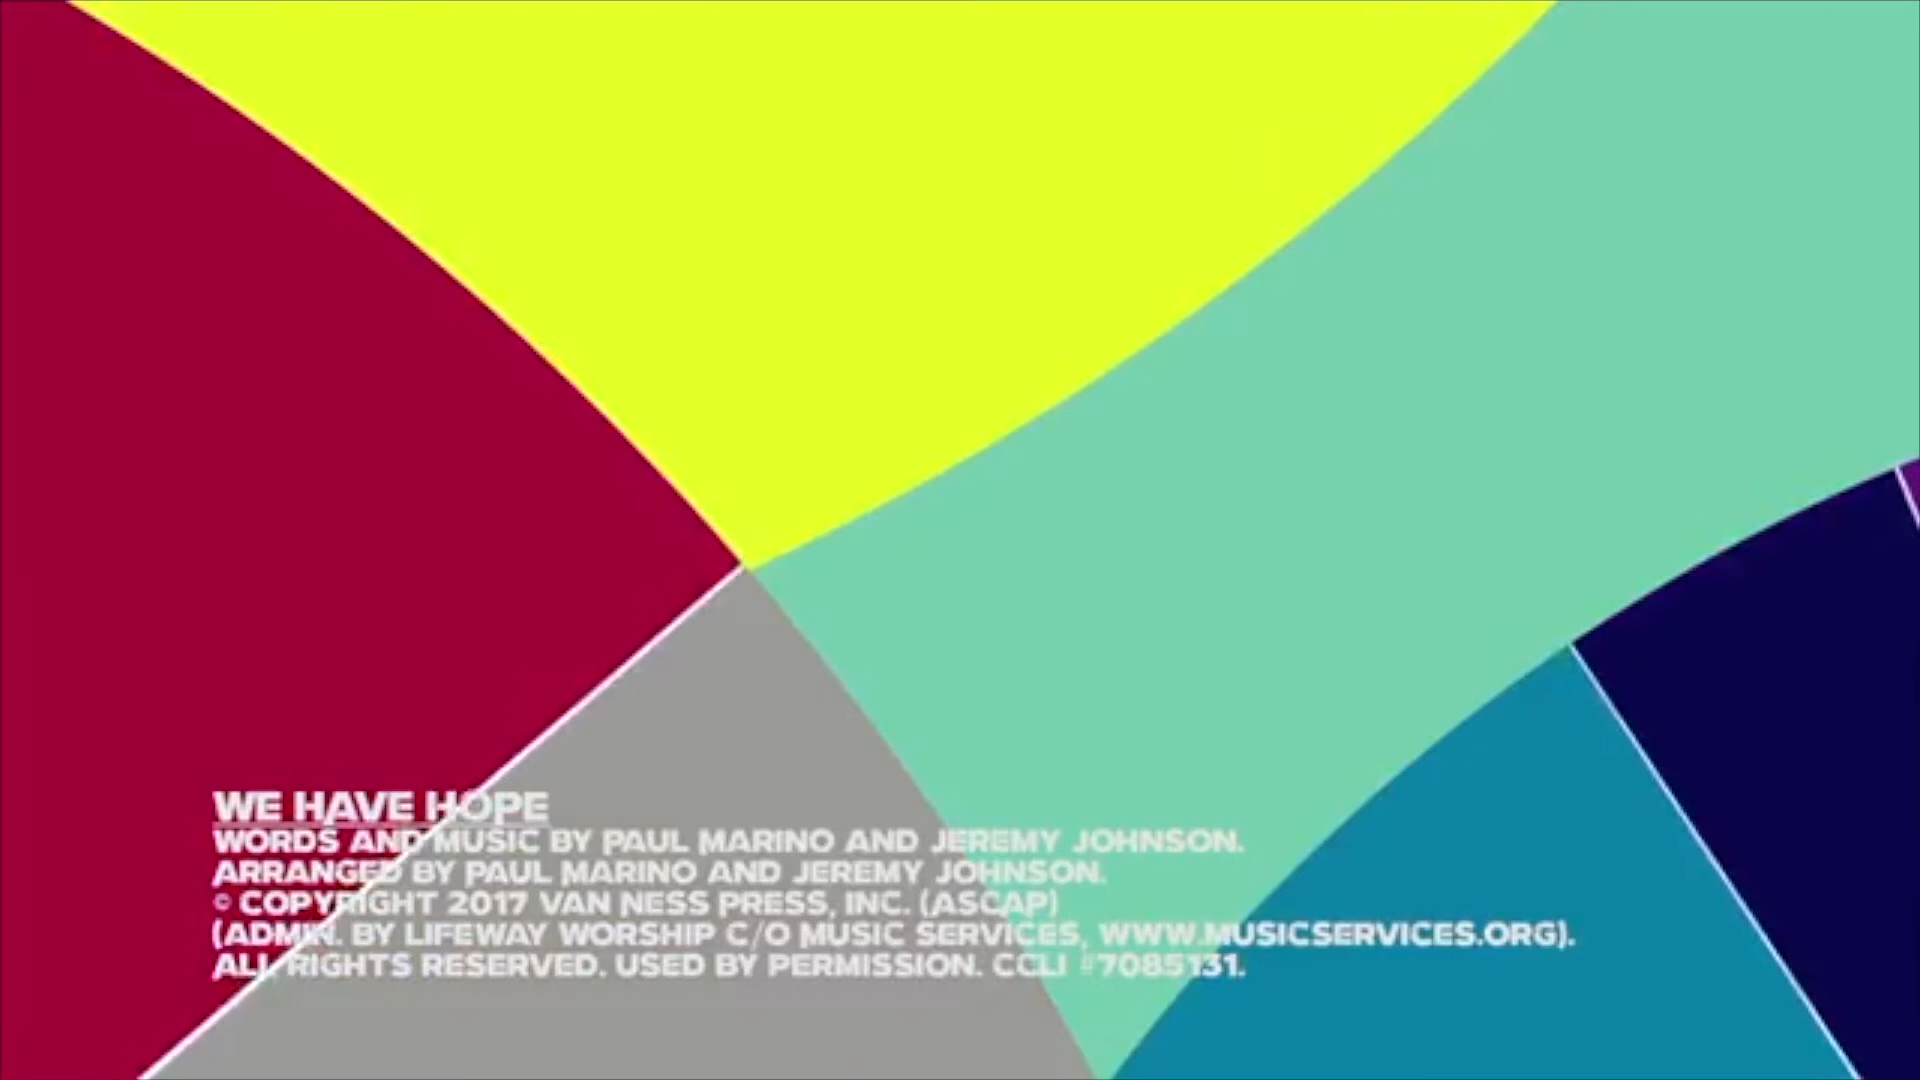 WE HAVE HOPE
WORDS AND MUSIC BY PAUL MARINO AND JEREMY JOHNSON.
ARRANGED BY PAUL MARINO AND JEREMY JOHNSON.
© COPYRIGHT 2017 VAN NESS PRESS, INC. (ASCAP)
(ADMIN. BY LIFEWAY WORSHIP C/O MUSIC SERVICES, WWW.MUSICSERVICES.ORG).
ALL RIGHTS RESERVED. USED BY PERMISSION. CCLI #7085131.